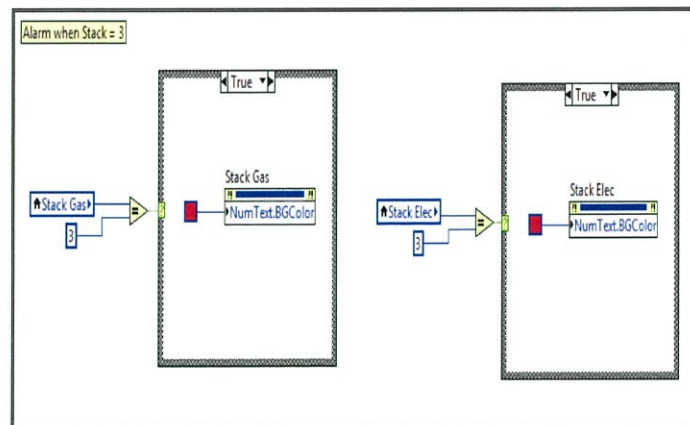 Alarm when Stack = 3
True
Stack Gas
Stack Gas
3
=
NumText.BGColor
True
Stack Elec
Stack Elec
3
=
NumText.BGColor